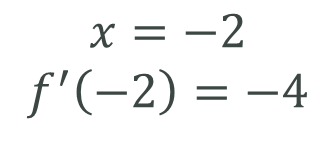 x = −2
f′(−2) = −4